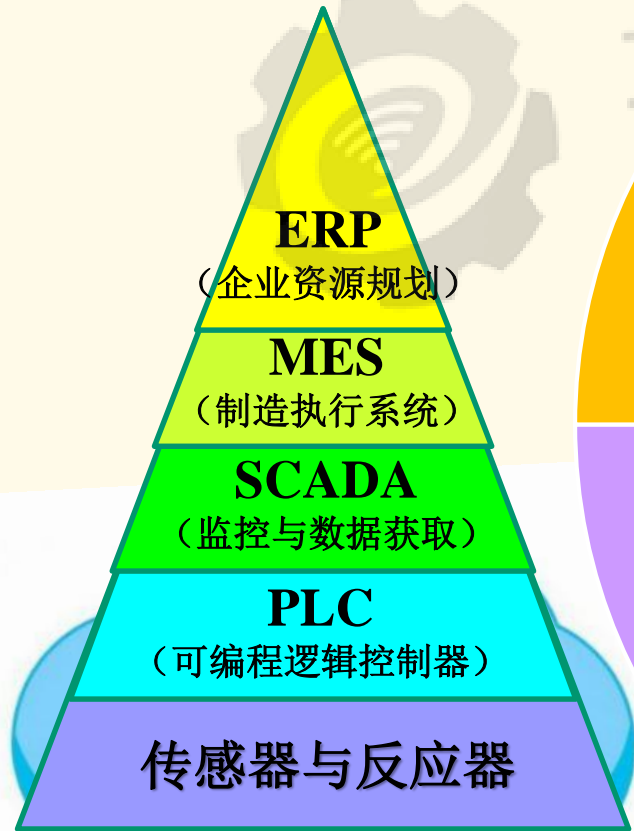 ERP
（企业资源规划）
MES
（制造执行系统）
SCADA
（监控与数据获取）
PLC
（可编程逻辑控制器）
传感器与反应器